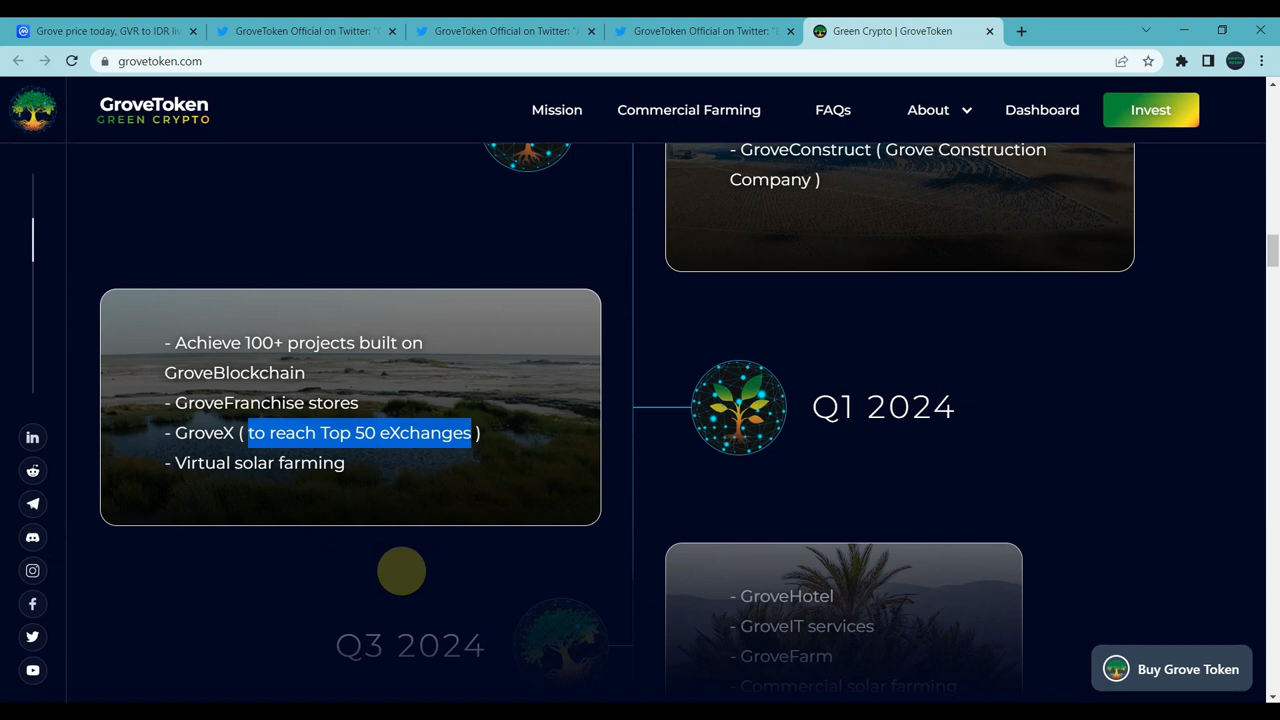 Grove price today, GVR to IDR li
GroveToken Official on Twitter: "
GroveToken Official on Twitter: "
GroveToken Official on Twitter: "
Green Crypto | GroveToken
grovetoken.com
GroveToken
GREEN CRYPTO
Mission
Commercial Farming
FAQs
About
Dashboard
Invest
- GroveConstruct ( Grove Construction
Company )
- Achieve 100+ projects built on
GroveBlockchain
- GroveFranchise stores
- GroveX ( to reach Top 50 eXchanges )
- Virtual solar farming
Q1 2024
Q3 2024
- GroveHotel
- GroveIT services
- GroveFarm
- Commercial solar farming
Buy Grove Token